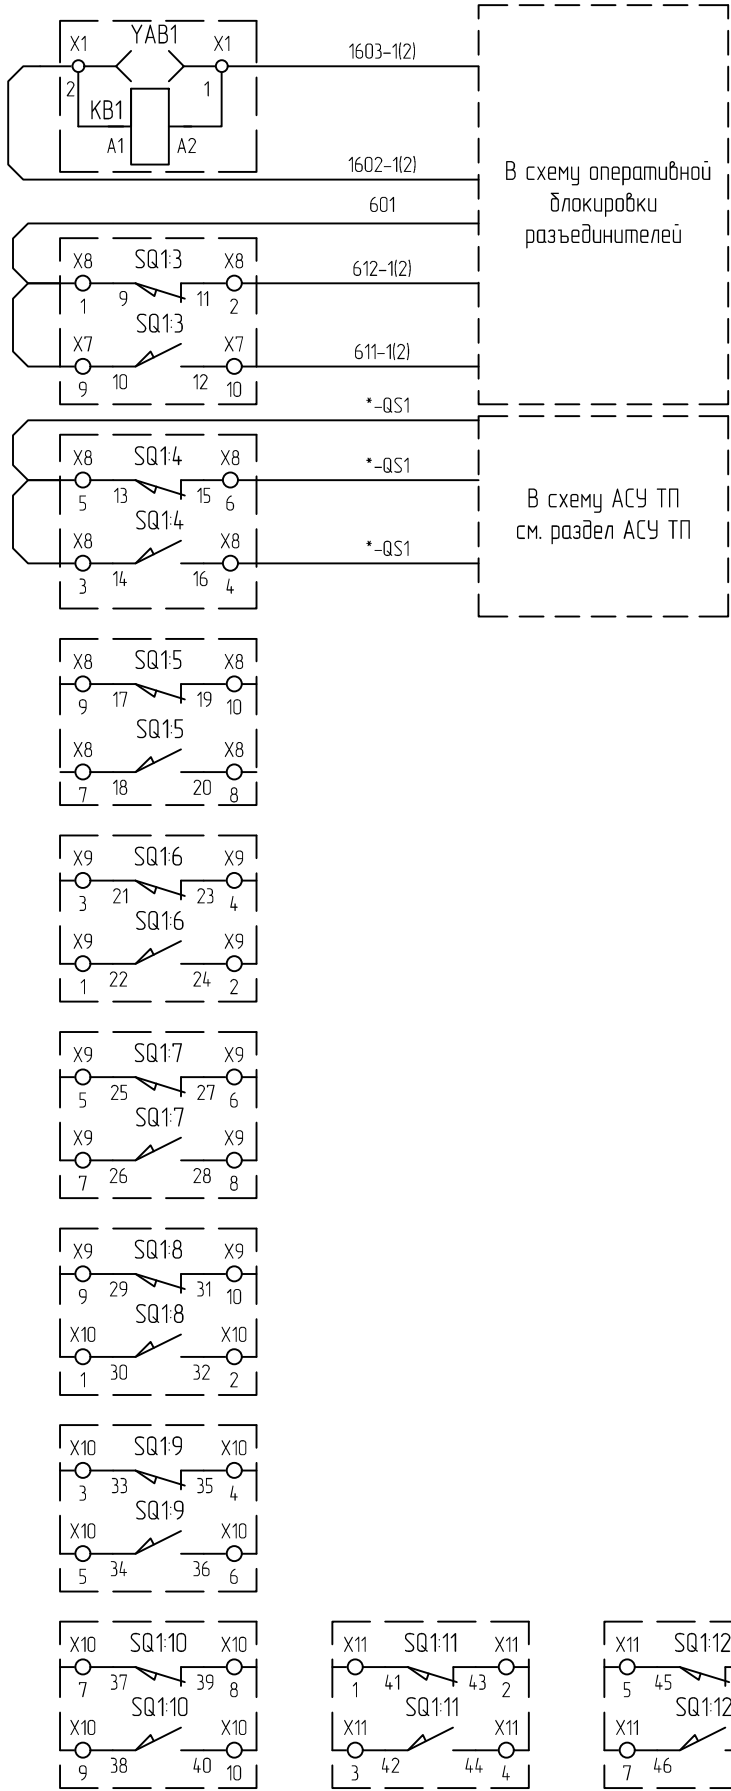 X1 YAB1 X1
2 1
KB1
A1 A2
1603-1(2)
1602-1(2)
601
В схему оперативной
блокировки
разъединителей
X8 SQ1:3 X8
1 9 11 2
612-1(2)
X7 SQ1:3 X7
9 10 12 10
611-1(2)
*-QS1
X8 SQ1:4 X8
5 13 15 6
*-QS1
X8 SQ1:4 X8
3 14 16 4
*-QS1
В схему АСУ ТП
см. раздел АСУ ТП
X8 SQ1:5 X8
9 17 19 10
X8 SQ1:5 X8
7 18 20 8
X9 SQ1:6 X9
3 21 23 4
X9 SQ1:6 X9
1 22 24 2
X9 SQ1:7 X9
5 25 27 6
X9 SQ1:7 X9
7 26 28 8
X9 SQ1:8 X9
9 29 31 10
X10 SQ1:8 X10
1 30 32 2
X10 SQ1:9 X10
3 33 35 4
X10 SQ1:9 X10
5 34 36 6
X10 SQ1:10 X10
7 37 39 8
X10 SQ1:10 X10
9 38 40 10
X11 SQ1:11 X11
1 41 43 2
X11 SQ1:11 X11
3 42 44 4
X11 SQ1:12
5 45
X11 SQ1:12
7 46